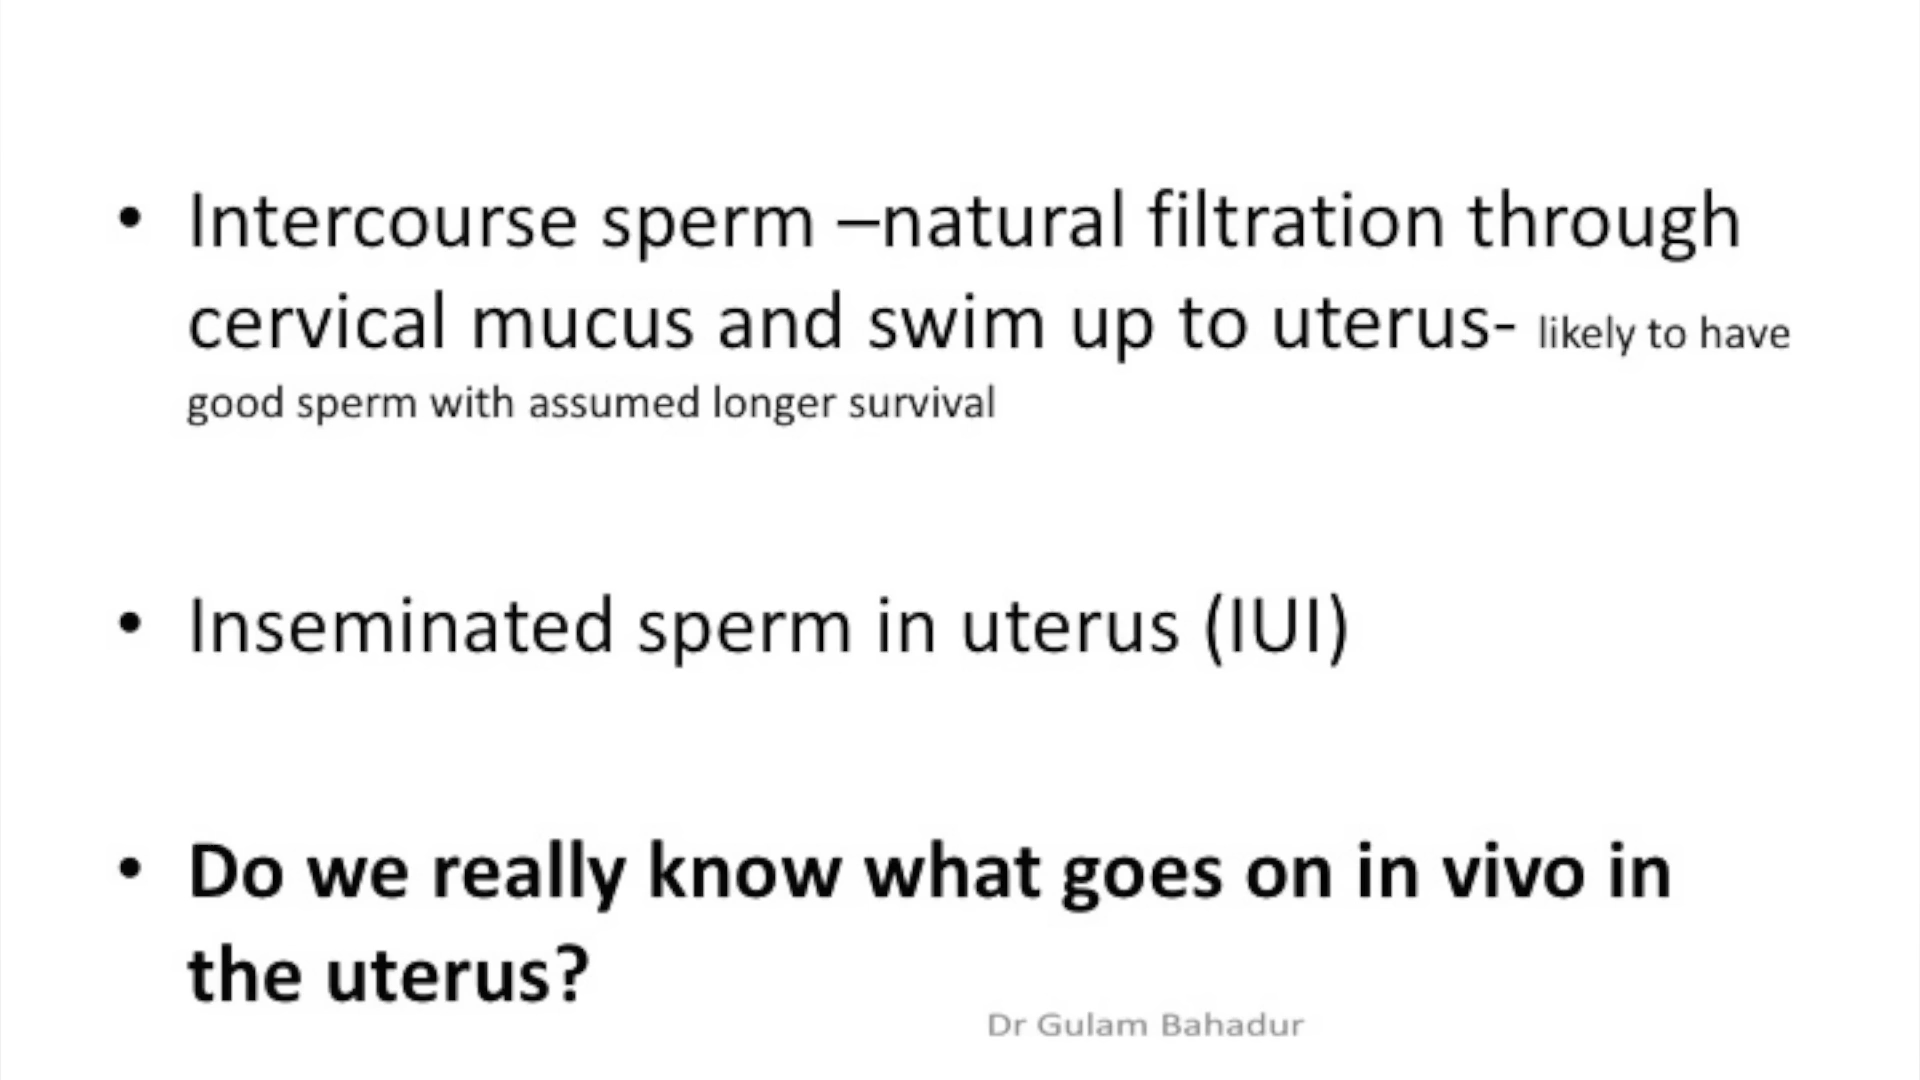 • Intercourse sperm –natural filtration through
cervical mucus and swim up to uterus- likely to have
good sperm with assumed longer survival
• Inseminated sperm in uterus (IUI)
• Do we really know what goes on in vivo in
the uterus?
Dr Gulam Bahadur